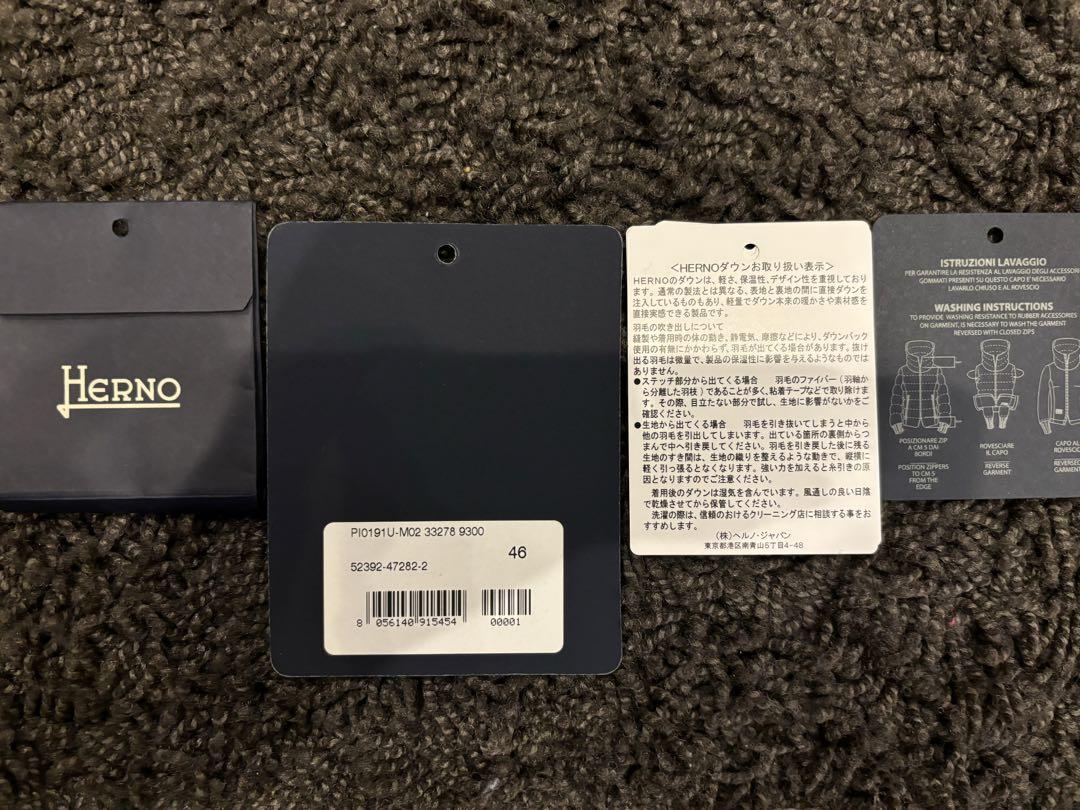 HERNO
PI0191U-M02 33278 9300
46
52392-47282-2
8 056140 915454
00001
＜HERNOダウンお取り扱い表示＞
HERNOのダウンは、軽さ、保温性、デザイン性を重視しており
ます。通常の製法とは異なる、表地と裏地の間に直接ダウンを
注入しているものもあり、軽量でダウン本来の暖かさや素材感を
直接実感できる製品です。
羽毛の吹き出しについて
縫製や着用時の体の動き、静電気、摩擦などにより、ダウンパック
使用の有無にかかわらず、羽毛が出てくる場合があります。抜け
出る羽毛は微量で、製品の保温性に影響を与えるようなものでは
ありません。
●ステッチ部分から出てくる場合　羽毛のファイバー（羽軸か
ら分離した羽枝）であることが多く、粘着テープなどで取り除けま
す。その際、目立たない部分で試し、生地に影響がないかをご
確認ください。
●生地から出てくる場合　羽毛を引き抜いてしまうと中から
他の羽毛を引出してしまいます。出ている箇所の裏側からつ
まんで中へ引き戻してください。羽毛を引き戻した後に残る
生地のすき間は、生地の織りを整えるような動きで、縦横に
軽く引っ張るとなくなります。強い力を加えると糸引きの原
因となりますのでご注意ください。
着用後のダウンは湿気を含んでいます。風通しの良い日陰
で乾燥させてから保管してください。
洗濯の際は、信頼のおけるクリーニング店に相談する事をお
すすめします。
（株）ヘルノ・ジャパン
東京都港区南青山5丁目4-48
ISTRUZIONI LAVAGGIO
PER GARANTIRE LA RESISTENZA AL LAVAGGIO DEGLI ACCESSORI
GOMMATI PRESENTI SU QUESTO CAPO E' NECESSARIO
LAVARLO CHIUSO E AL ROVESCIO
WASHING INSTRUCTIONS
TO PROVIDE WASHING RESISTANCE TO RUBBER ACCESSORIES
ON GARMENT, IS NECESSARY TO WASH THE GARMENT
REVERSED WITH CLOSED ZIPS
POSIZIONARE ZIP
A CM 5 DAI
BORDI
POSITION ZIPPERS
TO CM 5
FROM THE
EDGE
ROVESCIARE
IL CAPO
REVERSE
GARMENT
CAPO AL
ROVESCIO
REVERSED
GARMENT